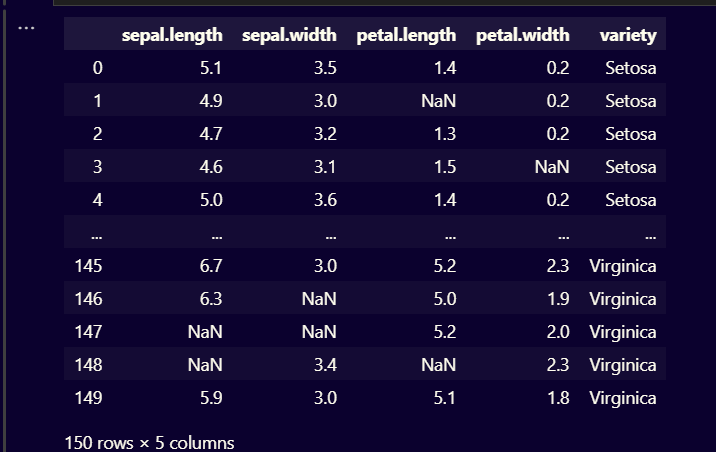 ...
sepal.length sepal.width petal.length petal.width variety
0 5.1 3.5 1.4 0.2 Setosa
1 4.9 3.0 NaN 0.2 Setosa
2 4.7 3.2 1.3 0.2 Setosa
3 4.6 3.1 1.5 NaN Setosa
4 5.0 3.6 1.4 0.2 Setosa
... ... ... ... ... ...
145 6.7 3.0 5.2 2.3 Virginica
146 6.3 NaN 5.0 1.9 Virginica
147 NaN NaN 5.2 2.0 Virginica
148 NaN 3.4 NaN 2.3 Virginica
149 5.9 3.0 5.1 1.8 Virginica
150 rows × 5 columns